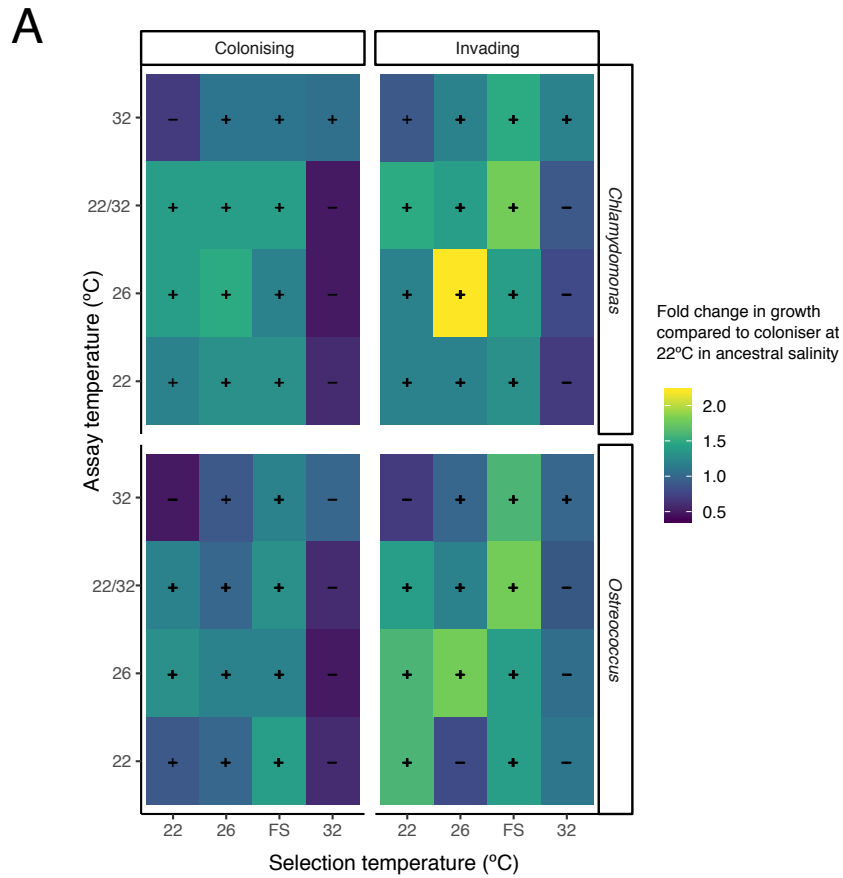 A
Colonising Invading
32 − + + + + + + +
22/32 + + + − + + + −
26 + + + − + + + −
22 + + + − + + + −
Chlamydomonas
Assay temperature (ºC)
32 − + + − − + + +
22/32 + + + − + + + −
26 + + + − + + + −
22 + + + − + − + −
Ostreococcus
22 26 FS 32 22 26 FS 32
Selection temperature (ºC)
Fold change in growth
compared to coloniser at
22ºC in ancestral salinity
2.0
1.5
1.0
0.5